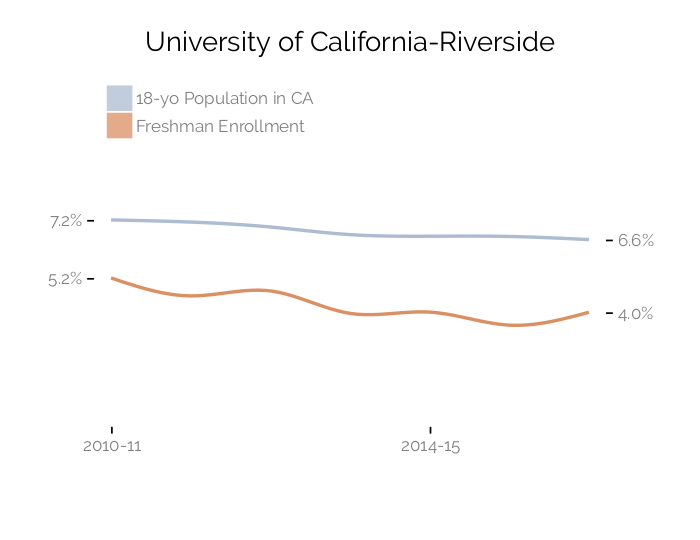 University of California-Riverside
18-yo Population in CA
Freshman Enrollment
7.2%
6.6%
5.2%
4.0%
2010-11 2014-15